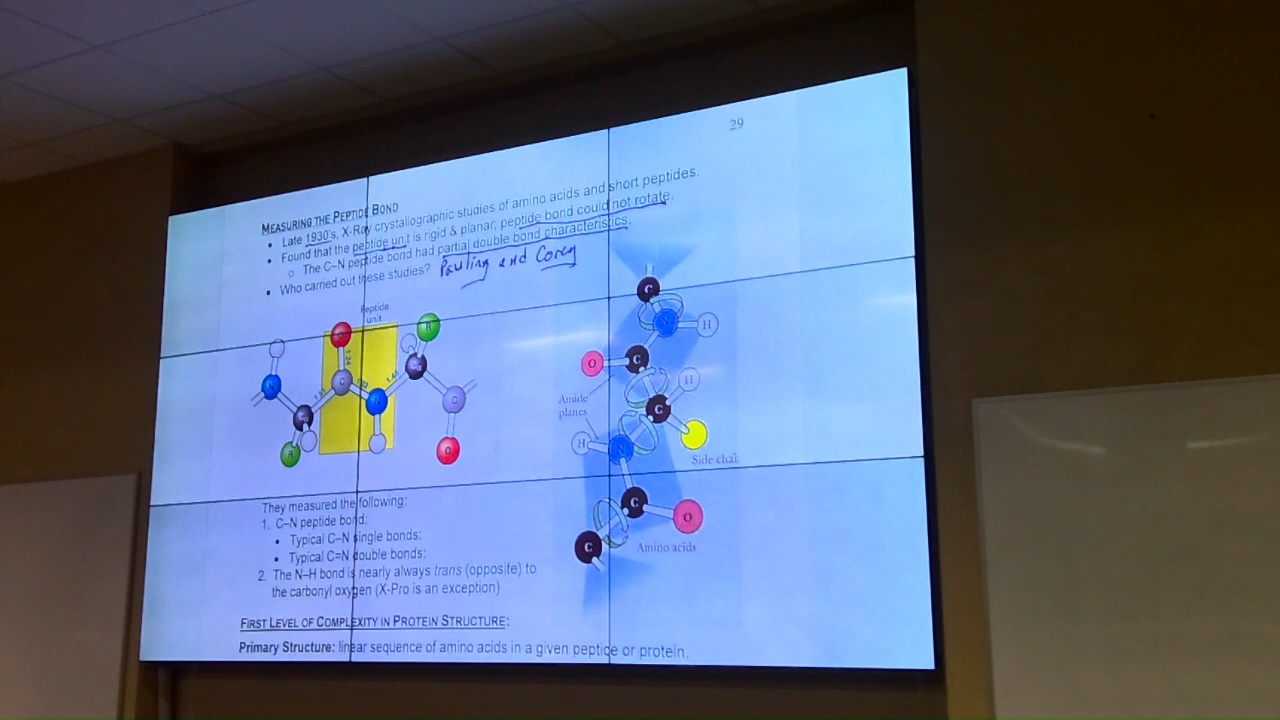 29
MEASURING THE PEPTIDE BOND
• Late 1930's, X-Ray crystallographic studies of amino acids and short peptides.
• Found that the peptide unit is rigid & planar; peptide bond could not rotate.
o The C–N peptide bond had partial double bond characteristics.
• Who carried out these studies? Pauling and Corey
Peptide
unit
O
R
N
C
C
N
C
R
O
C
N
H
O
C
Amide
planes
H
C
H
N
Side chai
C
O
C
Amino acids
They measured the following:
1. C–N peptide bond:
• Typical C–N single bonds:
• Typical C=N double bonds:
2. The N–H bond is nearly always trans (opposite) to
the carbonyl oxygen (X-Pro is an exception)
FIRST LEVEL OF COMPLEXITY IN PROTEIN STRUCTURE:
Primary Structure: linear sequence of amino acids in a given peptide or protein.